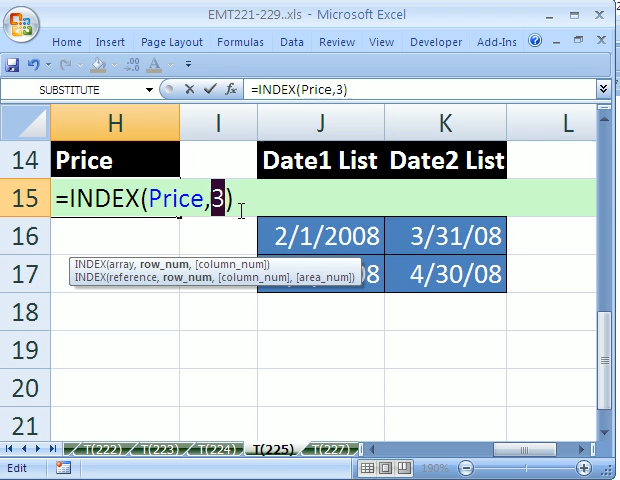 EMT221-229..xls - Microsoft Excel
Home Insert Page Layout Formulas Data Review View Developer Add-Ins
SUBSTITUTE =INDEX(Price,3)
H I J K L
14 Price Date1 List Date2 List
15 =INDEX(Price,3)
16 2/1/2008 3/31/08
INDEX(array, row_num, [column_num])
INDEX(reference, row_num, [column_num], [area_num])
17 08 4/30/08
18
19
20
21
T(222) T(223) T(224) T(225) T(227)
Edit 190%